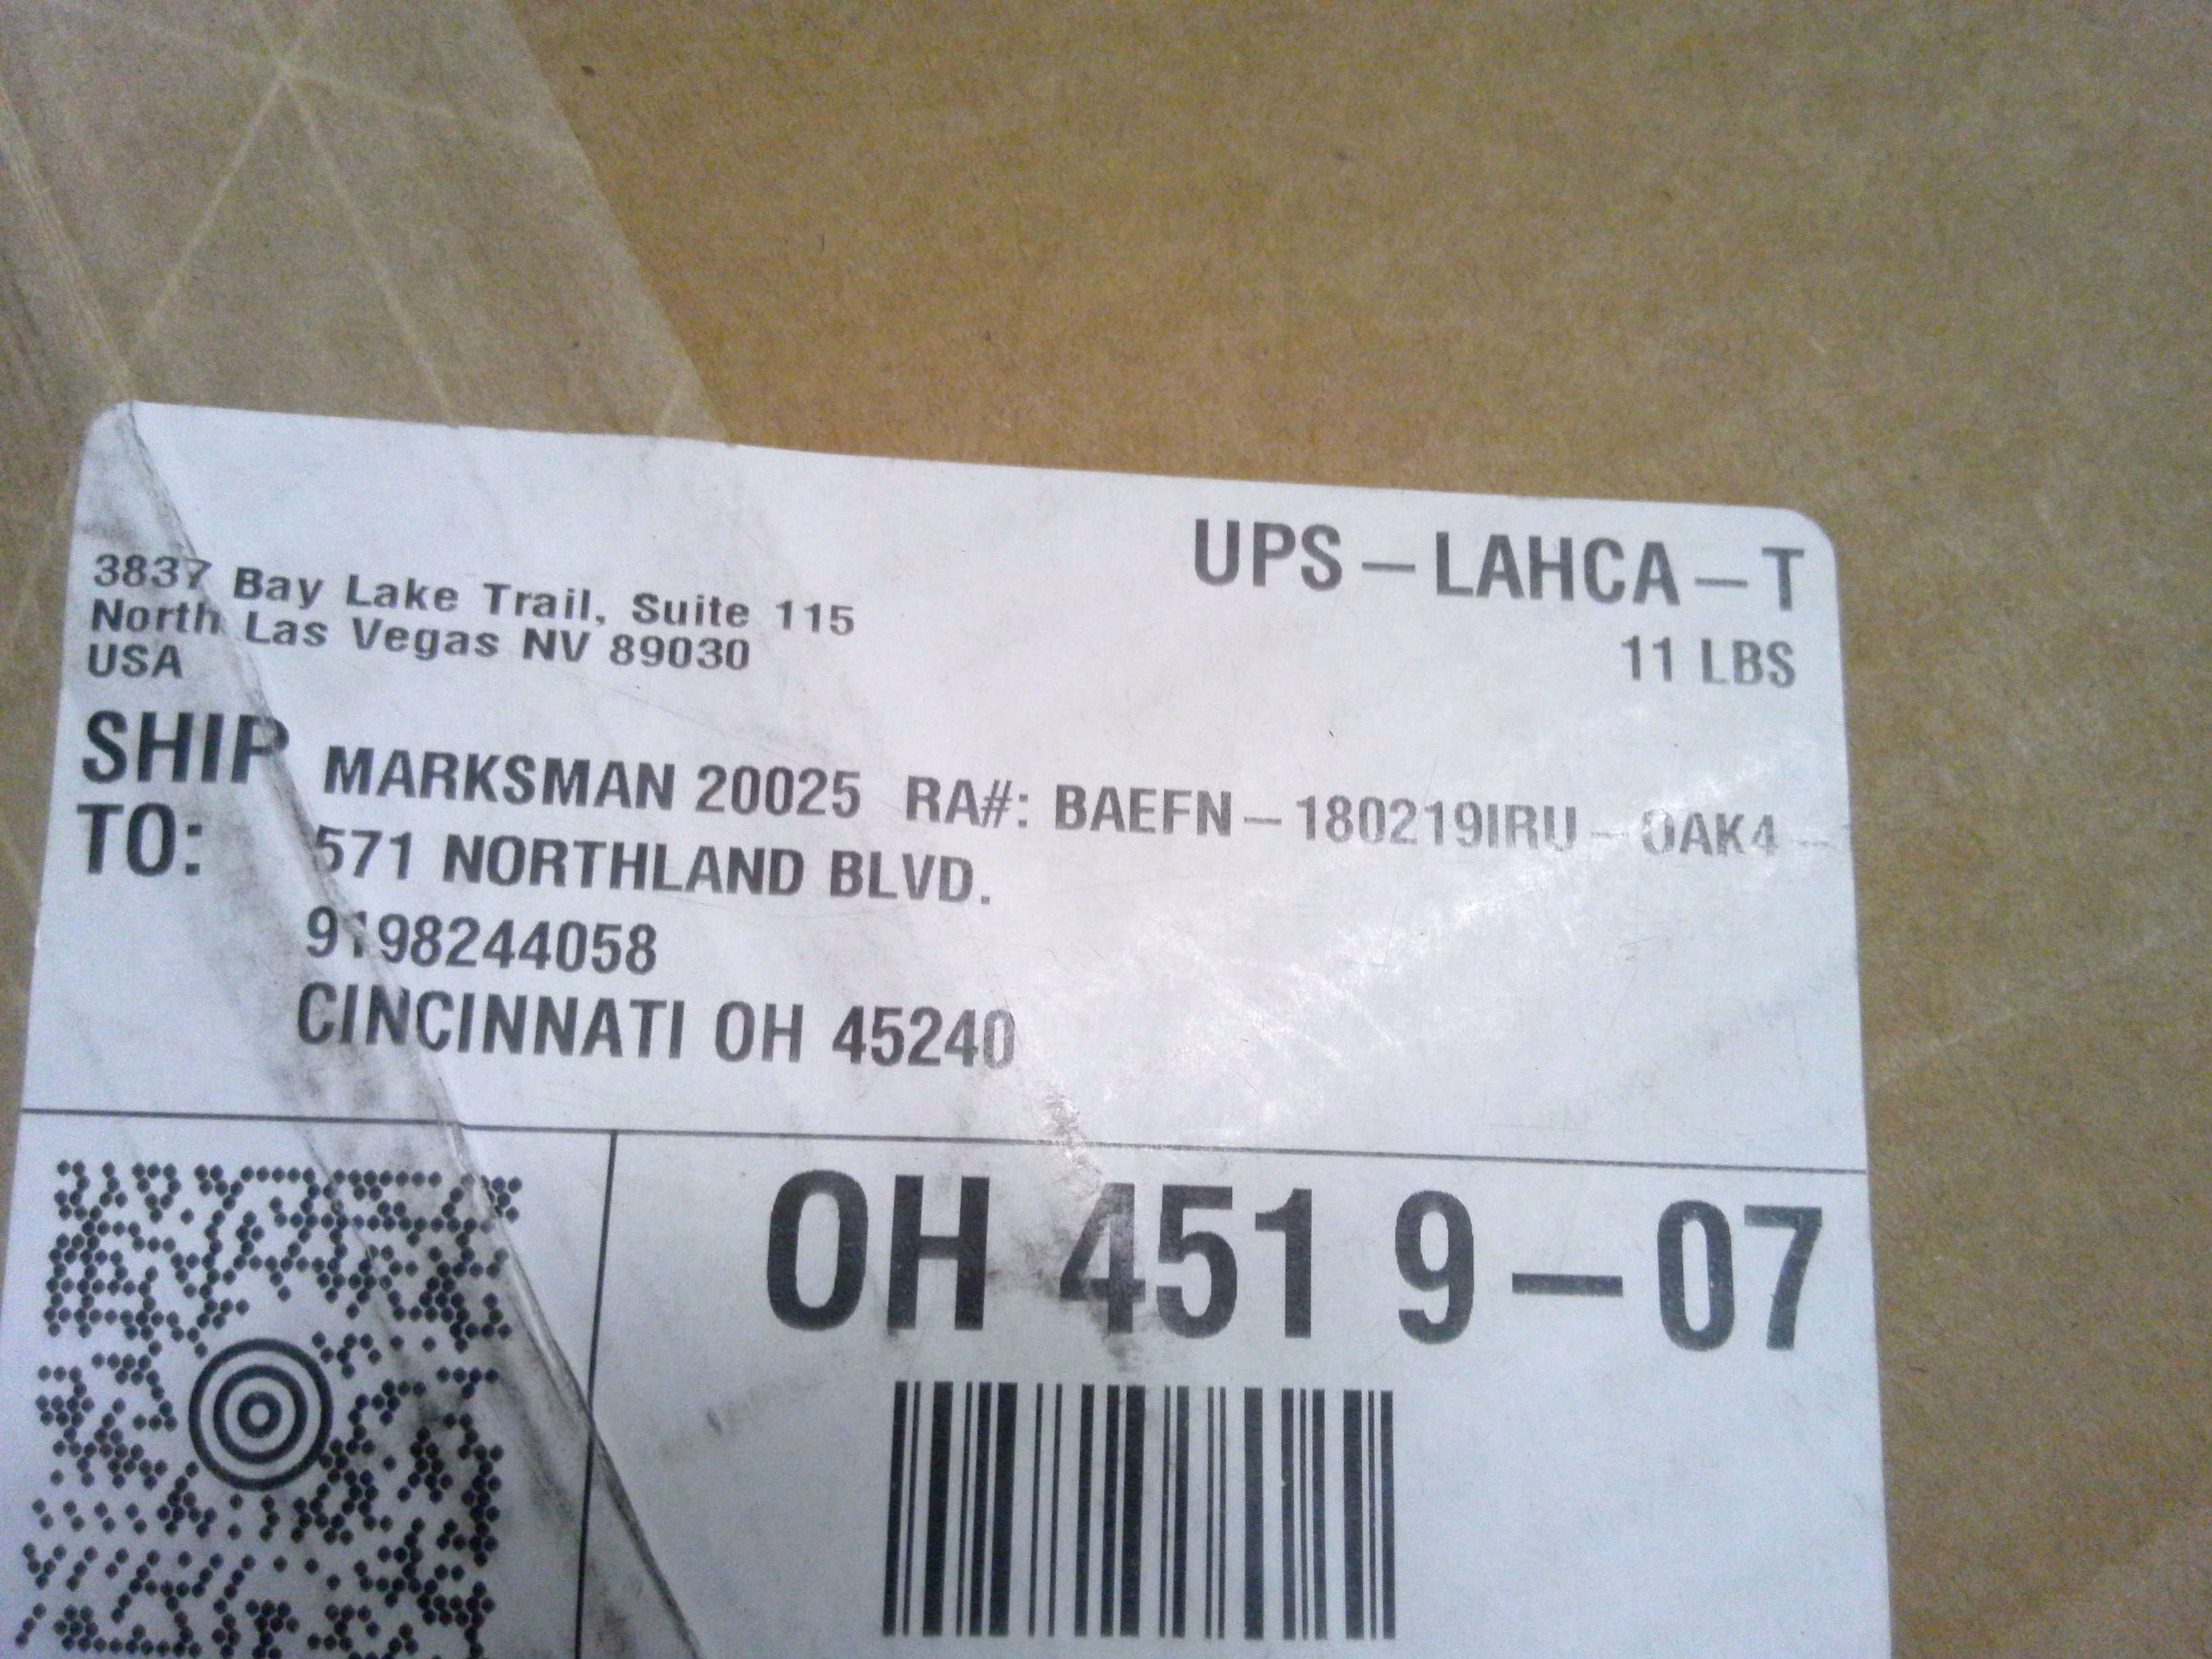 3837 Bay Lake Trail, Suite 115
North Las Vegas NV 89030
USA
UPS - LAHCA - T
11 LBS
SHIP TO:
MARKSMAN 20025 RA#: BAEFN-180219IRU-OAK4-
571 NORTHLAND BLVD.
9198244058
CINCINNATI OH 45240
OH 451 9-07